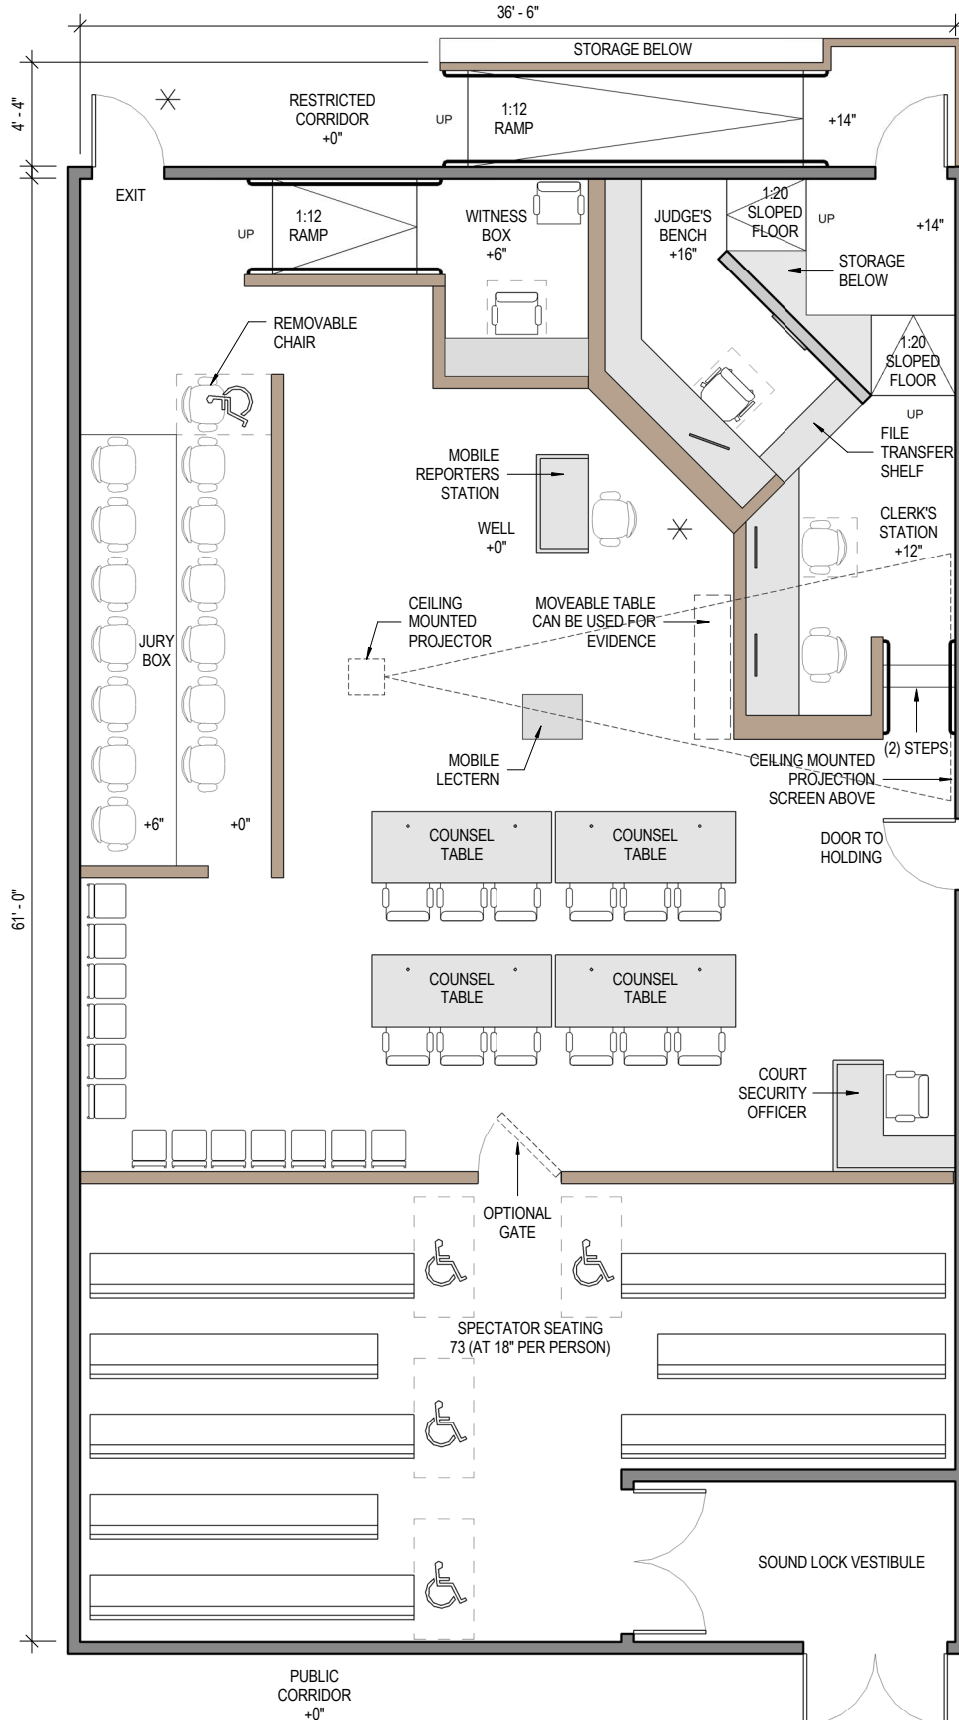 36' - 6"
STORAGE BELOW
4' - 4"
RESTRICTED
CORRIDOR
+0"
UP
1:12
RAMP
+14"
EXIT
UP
1:12
RAMP
WITNESS
BOX
+6"
JUDGE'S
BENCH
+16"
1:20
SLOPED
FLOOR
UP
+14"
STORAGE
BELOW
REMOVABLE
CHAIR
1:20
SLOPED
FLOOR
UP
FILE
TRANSFER
SHELF
MOBILE
REPORTERS
STATION
WELL
+0"
CLERK'S
STATION
+12"
CEILING
MOUNTED
PROJECTOR
MOVEABLE TABLE
CAN BE USED FOR
EVIDENCE
JURY
BOX
MOBILE
LECTERN
(2) STEPS
CEILING MOUNTED
PROJECTION
SCREEN ABOVE
+6"
+0"
COUNSEL
TABLE
COUNSEL
TABLE
DOOR TO
HOLDING
61' - 0"
COUNSEL
TABLE
COUNSEL
TABLE
COURT
SECURITY
OFFICER
OPTIONAL
GATE
SPECTATOR SEATING
73 (AT 18" PER PERSON)
SOUND LOCK VESTIBULE
PUBLIC
CORRIDOR
+0"